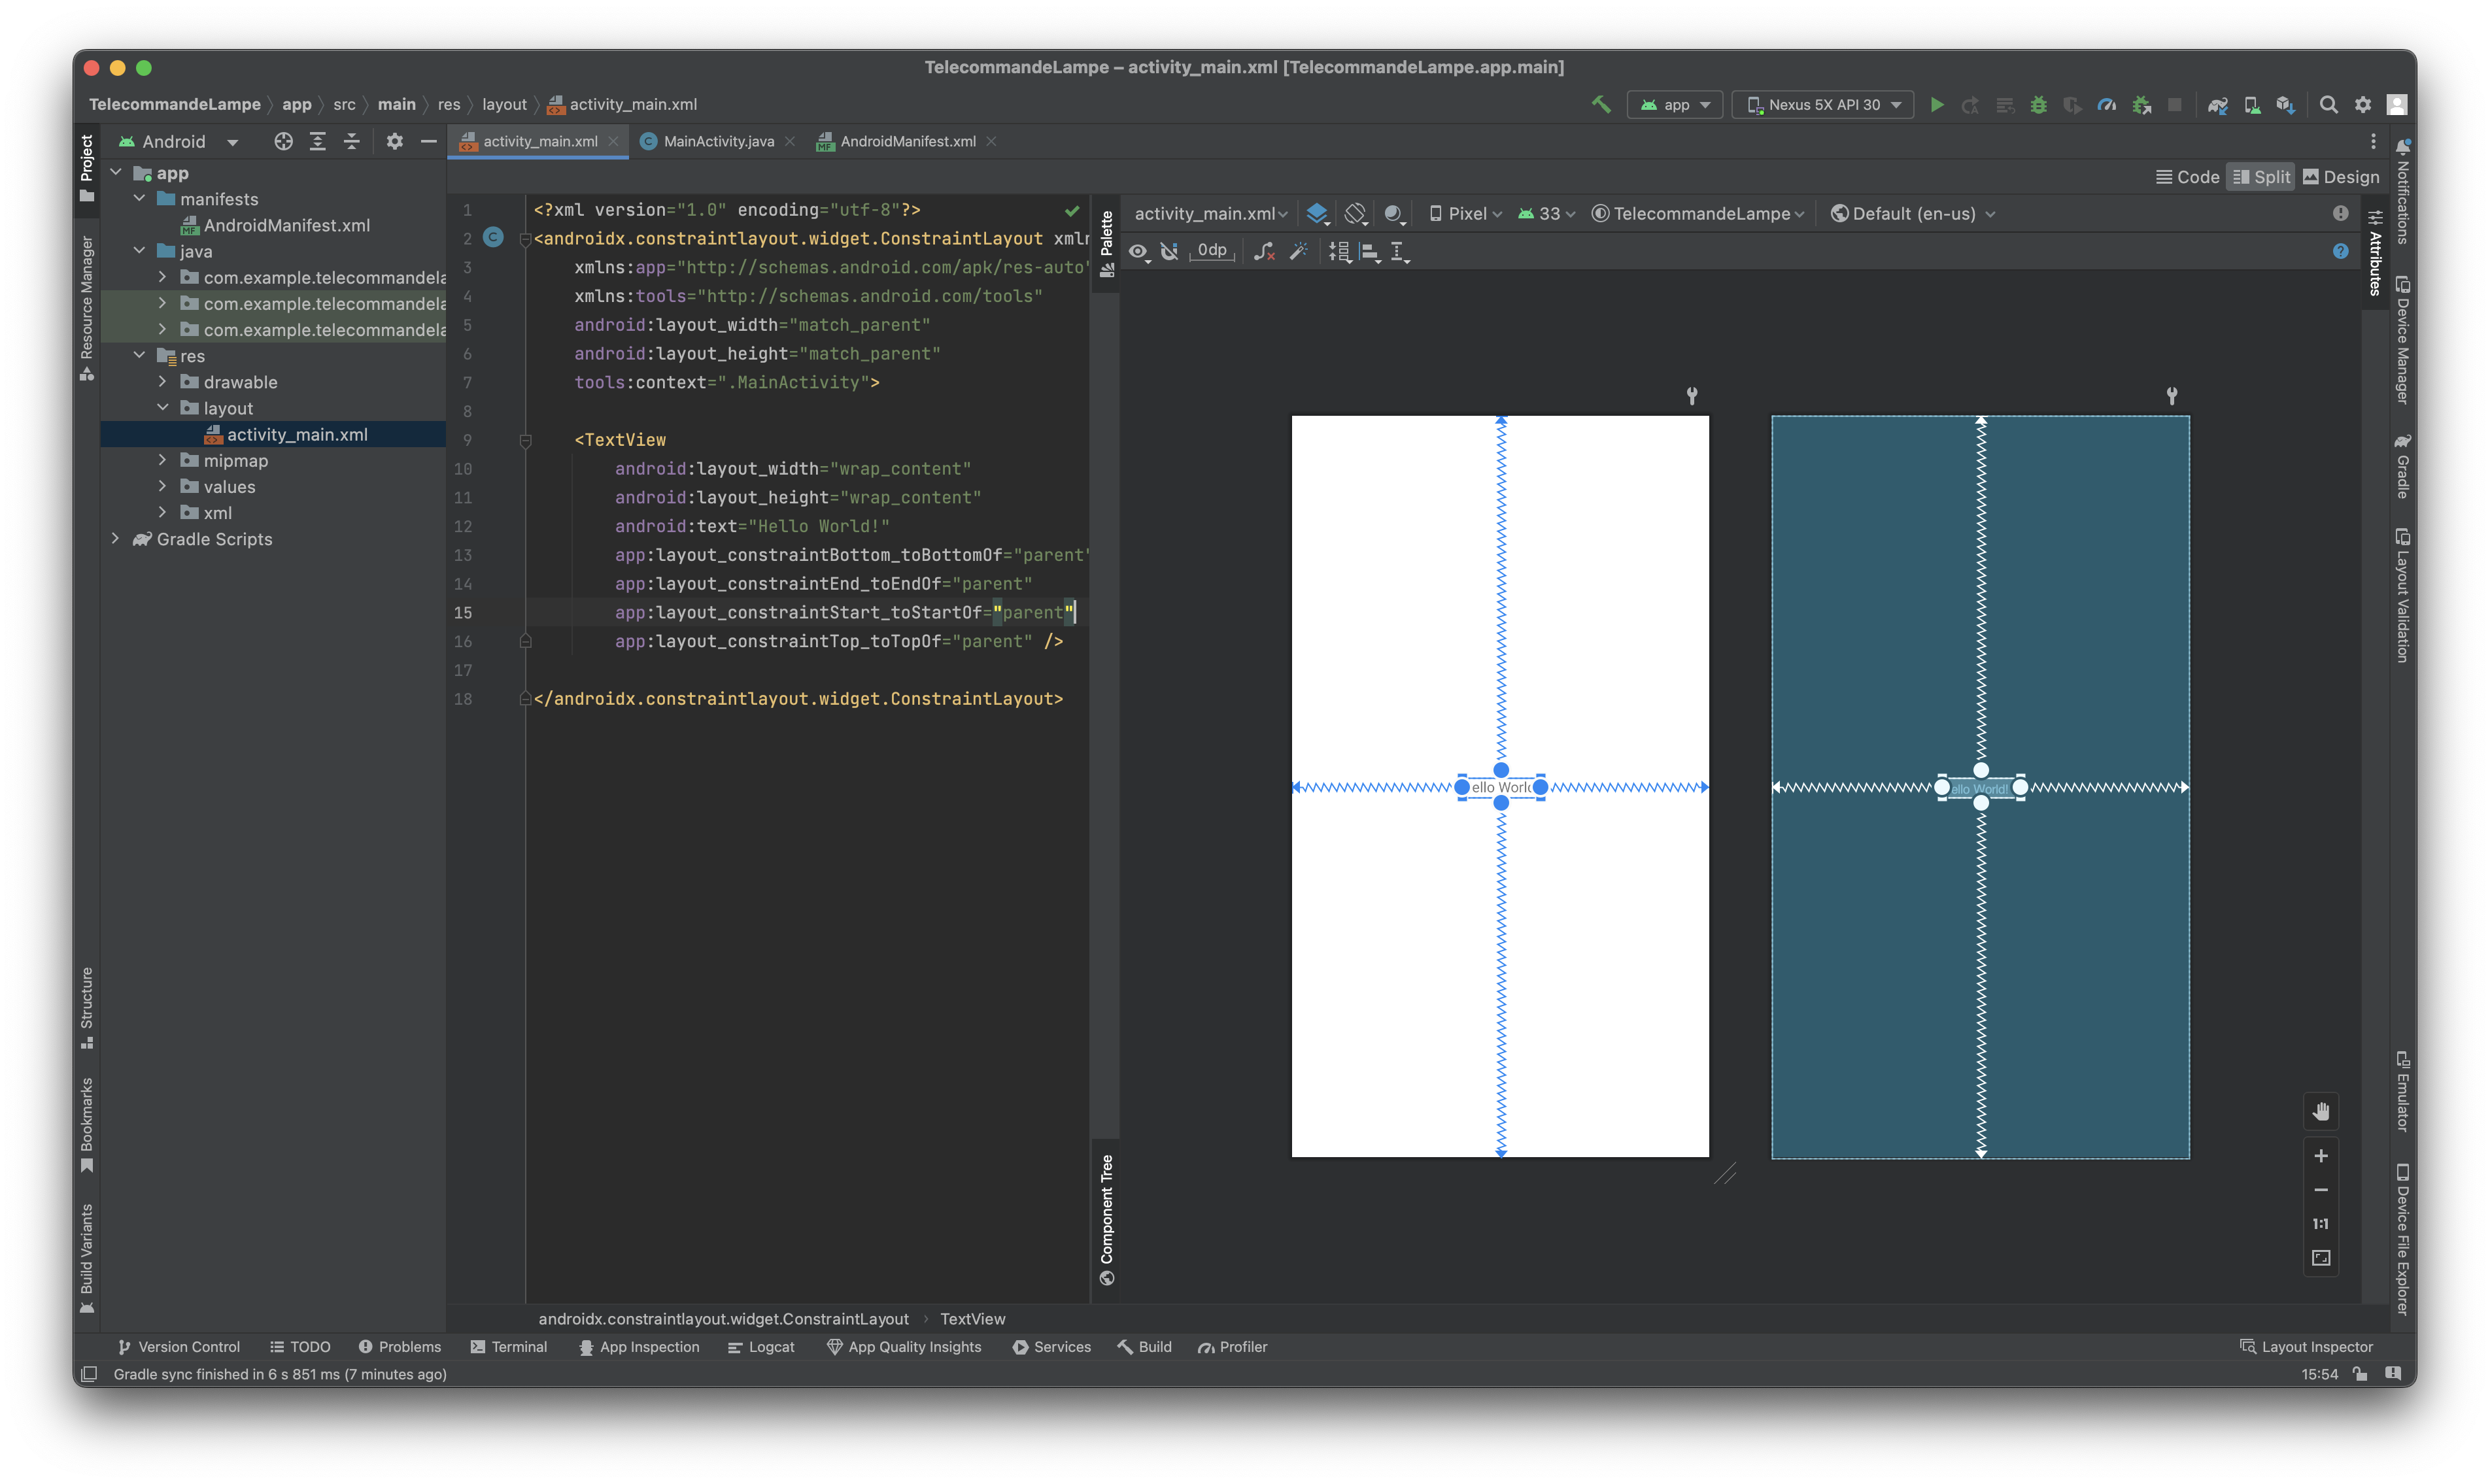 TelecommandeLampe – activity_main.xml [TelecommandeLampe.app.main]
TelecommandeLampe app src main res layout activity_main.xml
app Nexus 5X API 30
Project
Resource Manager
Structure
Bookmarks
Build Variants
Android
app
manifests
AndroidManifest.xml
java
com.example.telecommandela
com.example.telecommandela
com.example.telecommandela
res
drawable
layout
activity_main.xml
mipmap
values
xml
Gradle Scripts
activity_main.xml MainActivity.java AndroidManifest.xml
Code Split Design
1 <?xml version="1.0" encoding="utf-8"?>
2 <androidx.constraintlayout.widget.ConstraintLayout xmln
3 xmlns:app="http://schemas.android.com/apk/res-auto"
4 xmlns:tools="http://schemas.android.com/tools"
5 android:layout_width="match_parent"
6 android:layout_height="match_parent"
7 tools:context=".MainActivity">
8
9 <TextView
10 android:layout_width="wrap_content"
11 android:layout_height="wrap_content"
12 android:text="Hello World!"
13 app:layout_constraintBottom_toBottomOf="parent"
14 app:layout_constraintEnd_toEndOf="parent"
15 app:layout_constraintStart_toStartOf="parent"
16 app:layout_constraintTop_toTopOf="parent" />
17
18 </androidx.constraintlayout.widget.ConstraintLayout>
androidx.constraintlayout.widget.ConstraintLayout TextView
Palette
Component Tree
activity_main.xml Pixel 33 TelecommandeLampe Default (en-us)
0dp
ello World
ello World!
1:1
Attributes
Notifications
Device Manager
Gradle
Layout Validation
Emulator
Device File Explorer
Version Control TODO Problems Terminal App Inspection Logcat App Quality Insights Services Build Profiler Layout Inspector
Gradle sync finished in 6 s 851 ms (7 minutes ago) 15:54